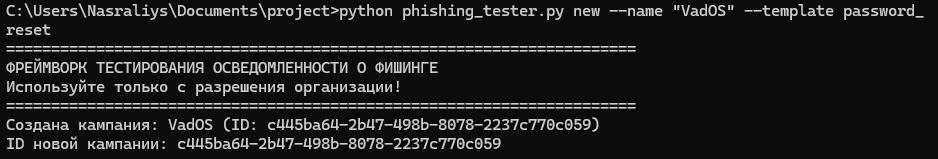 C:\Users\Nasraliys\Documents\project>python phishing_tester.py new --name "VadOS" --template password_
reset
======================================================================
ФРЕЙМВОРК ТЕСТИРОВАНИЯ ОСВЕДОМЛЕННОСТИ О ФИШИНГЕ
Используйте только с разрешения организации!
======================================================================
Создана кампания: VadOS (ID: c445ba64-2b47-498b-8078-2237c770c059)
ID новой кампании: c445ba64-2b47-498b-8078-2237c770c059